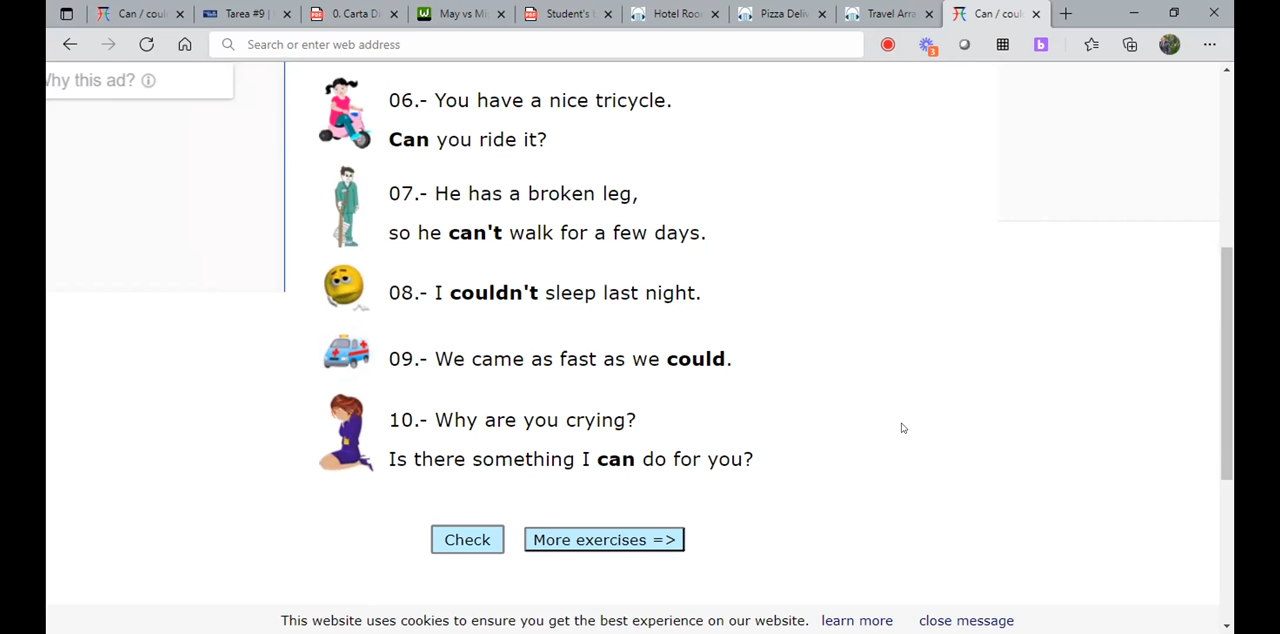 Can / coul
Tarea #9 |
0. Carta Di
May vs Mi
Student's
Hotel Roo
Pizza Deliv
Travel Arra
Can / coul
Search or enter web address
3
b
Why this ad?
06.- You have a nice tricycle.
Can you ride it?
07.- He has a broken leg,
so he can't walk for a few days.
08.- I couldn't sleep last night.
09.- We came as fast as we could.
10.- Why are you crying?
Is there something I can do for you?
Check
More exercises =>
This website uses cookies to ensure you get the best experience on our website. learn more close message